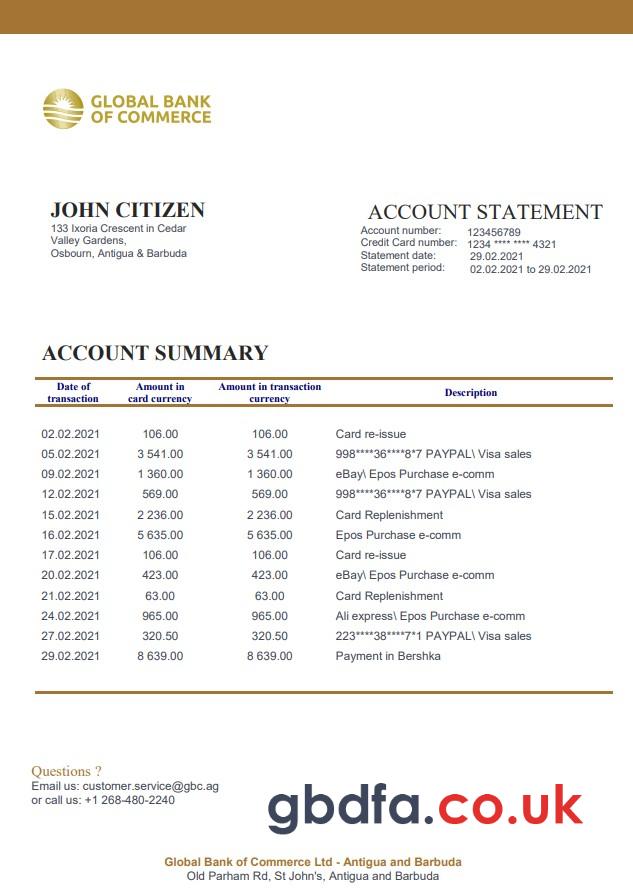 GLOBAL BANK
OF COMMERCE
JOHN CITIZEN
133 Ixoria Crescent in Cedar
Valley Gardens,
Osbourn, Antigua & Barbuda
ACCOUNT STATEMENT
Account number: 123456789
Credit Card number: 1234 **** **** 4321
Statement date: 29.02.2021
Statement period: 02.02.2021 to 29.02.2021
ACCOUNT SUMMARY
Date of transaction Amount in card currency Amount in transaction currency Description
02.02.2021 106.00 106.00 Card re-issue
05.02.2021 3 541.00 3 541.00 998****36****8*7 PAYPAL\ Visa sales
09.02.2021 1 360.00 1 360.00 eBay\ Epos Purchase e-comm
12.02.2021 569.00 569.00 998****36****8*7 PAYPAL\ Visa sales
15.02.2021 2 236.00 2 236.00 Card Replenishment
16.02.2021 5 635.00 5 635.00 Epos Purchase e-comm
17.02.2021 106.00 106.00 Card re-issue
20.02.2021 423.00 423.00 eBay\ Epos Purchase e-comm
21.02.2021 63.00 63.00 Card Replenishment
24.02.2021 965.00 965.00 Ali express\ Epos Purchase e-comm
27.02.2021 320.50 320.50 223****38****7*1 PAYPAL\ Visa sales
29.02.2021 8 639.00 8 639.00 Payment in Bershka
Questions ?
Email us: customer.service@gbc.ag
or call us: +1 268-480-2240
gbdfa.co.uk
Global Bank of Commerce Ltd - Antigua and Barbuda
Old Parham Rd, St John's, Antigua and Barbuda